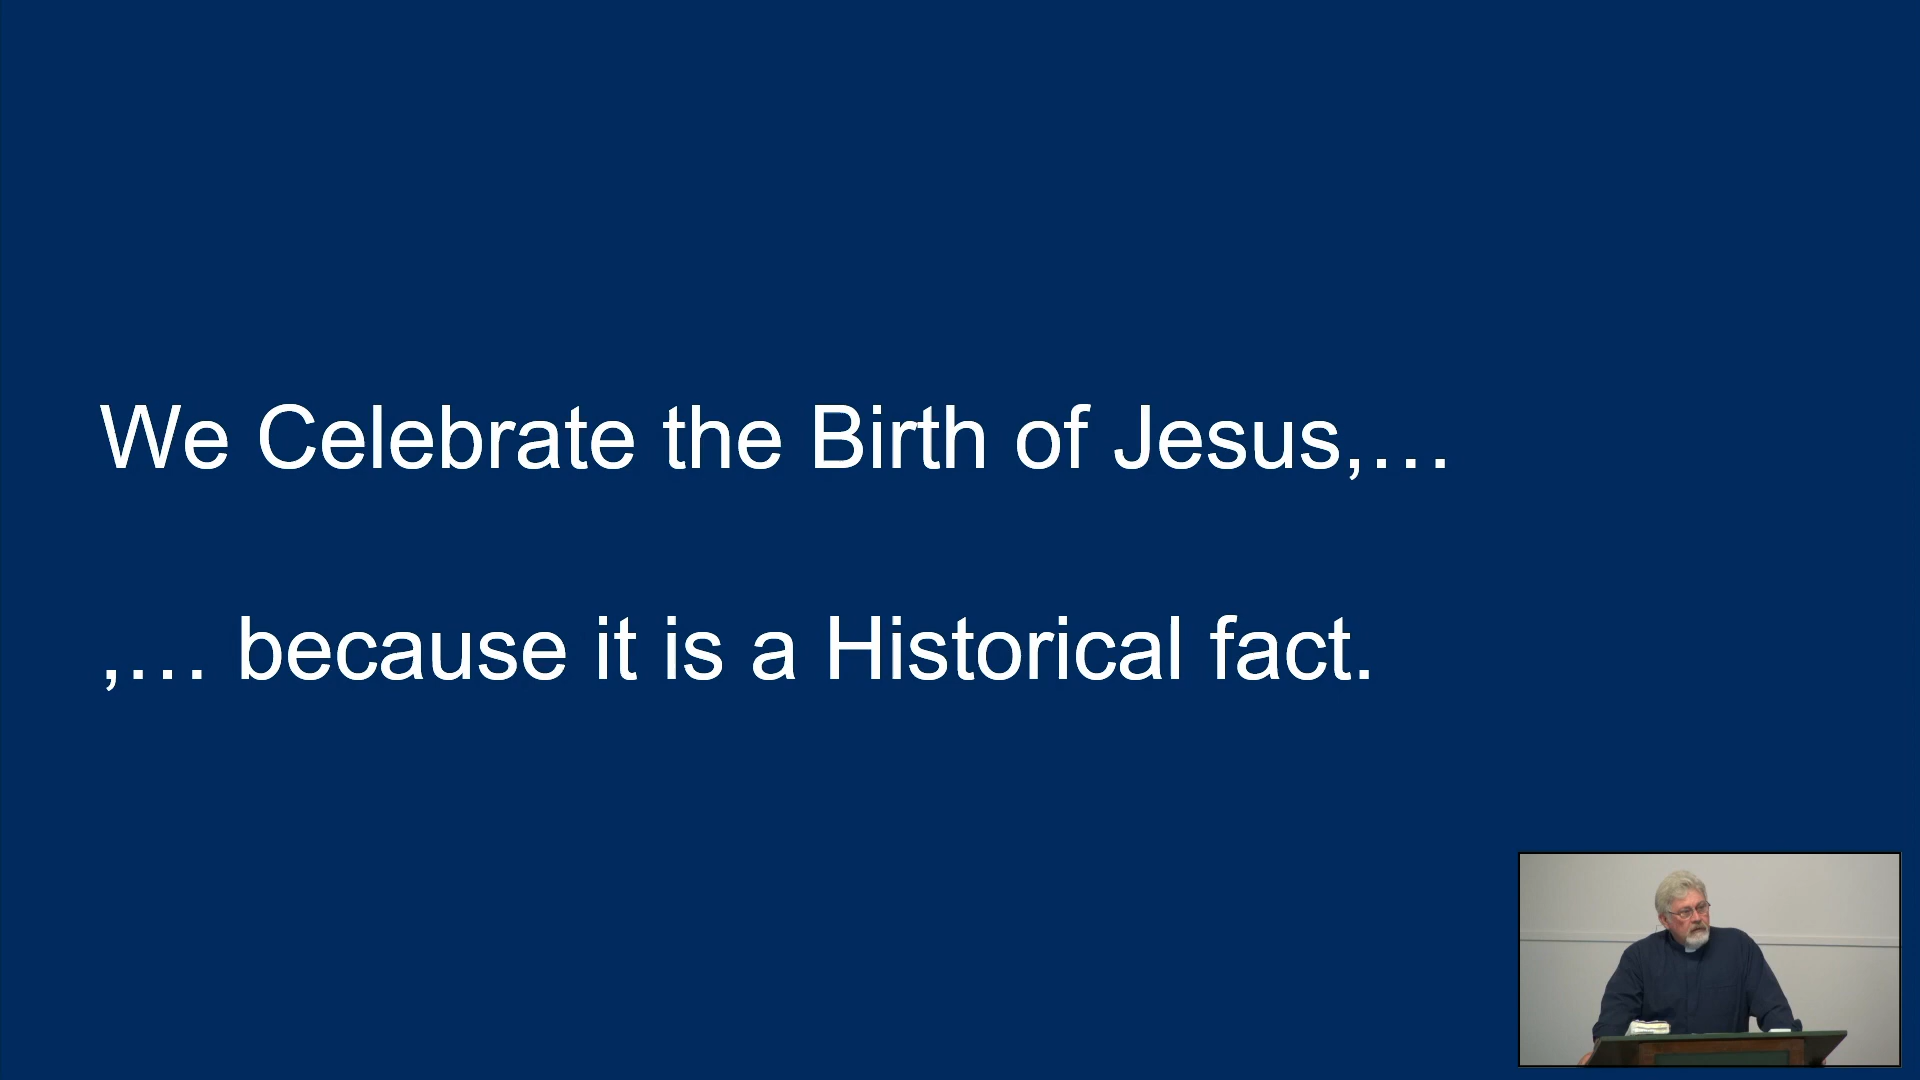 We Celebrate the Birth of Jesus,…
,… because it is a Historical fact.